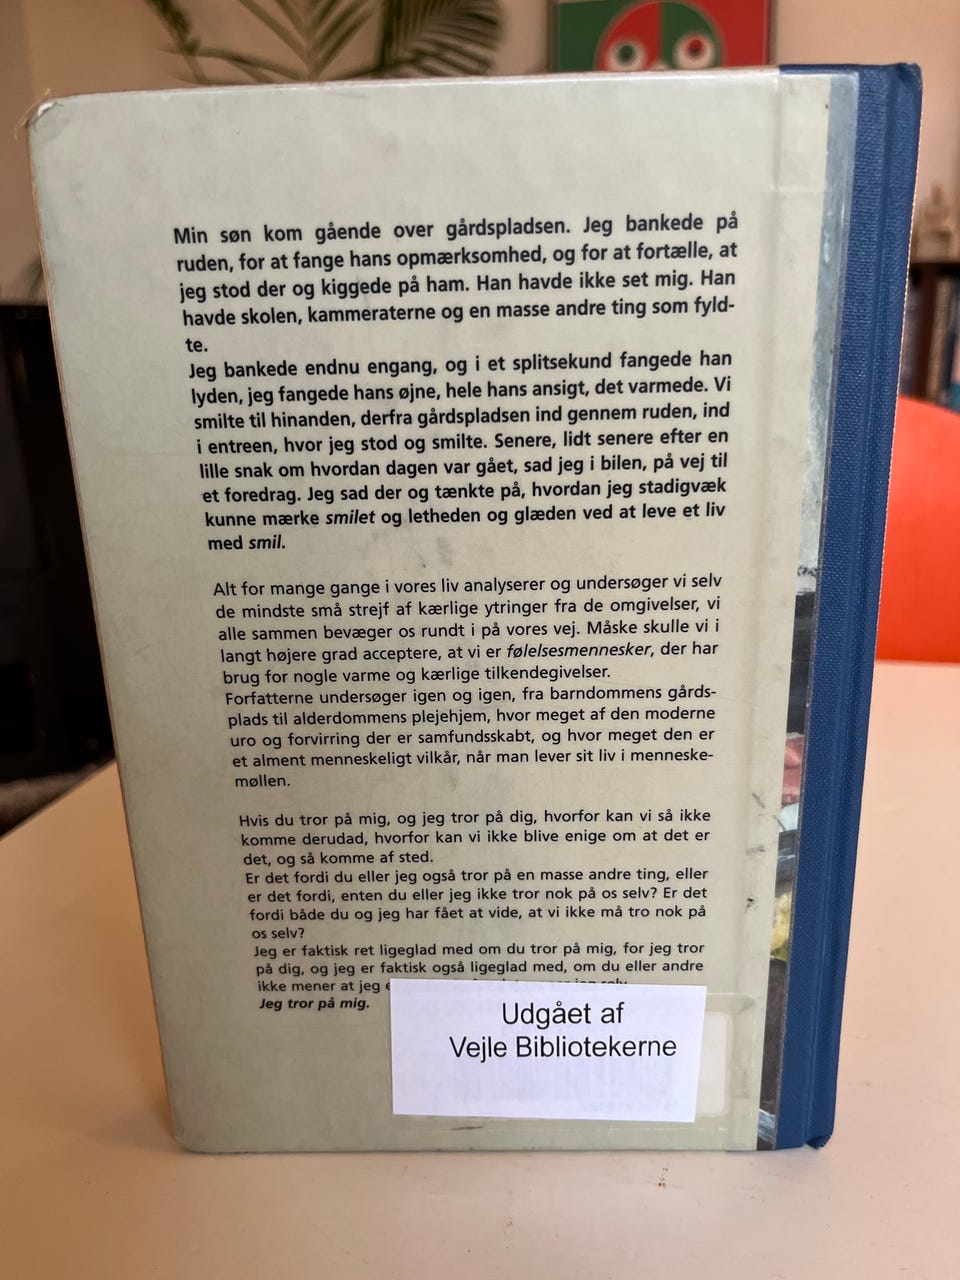 Min søn kom gående over gårdspladsen. Jeg bankede på
ruden, for at fange hans opmærksomhed, og for at fortælle, at
jeg stod der og kiggede på ham. Han havde ikke set mig. Han
havde skolen, kammeraterne og en masse andre ting som fyld-
te.
Jeg bankede endnu engang, og i et splitsekund fangede han
lyden, jeg fangede hans øjne, hele hans ansigt, det varmede. Vi
smilte til hinanden, derfra gårdspladsen ind gennem ruden, ind
i entreen, hvor jeg stod og smilte. Senere, lidt senere efter en
lille snak om hvordan dagen var gået, sad jeg i bilen, på vej til
et foredrag. Jeg sad der og tænkte på, hvordan jeg stadigvæk
kunne mærke smilet og letheden og glæden ved at leve et liv
med smil.
Alt for mange gange i vores liv analyserer og undersøger vi selv
de mindste små strejf af kærlige ytringer fra de omgivelser, vi
alle sammen bevæger os rundt i på vores vej. Måske skulle vi i
langt højere grad acceptere, at vi er følelsesmennesker, der har
brug for nogle varme og kærlige tilkendegivelser.
Forfatterne undersøger igen og igen, fra barndommens gårds-
plads til alderdommens plejehjem, hvor meget af den moderne
uro og forvirring der er samfundsskabt, og hvor meget den er
et alment menneskeligt vilkår, når man lever sit liv i menneske-
møllen.
Hvis du tror på mig, og jeg tror på dig, hvorfor kan vi så ikke
komme derudad, hvorfor kan vi ikke blive enige om at det er
det, og så komme af sted.
Er det fordi du eller jeg også tror på en masse andre ting, eller
er det fordi, enten du eller jeg ikke tror nok på os selv? Er det
fordi både du og jeg har fået at vide, at vi ikke må tro nok på
os selv?
Jeg er faktisk ret ligeglad med om du tror på mig, for jeg tror
på dig, og jeg er faktisk også ligeglad med, om du eller andre
ikke mener at jeg
Jeg tror på mig.
Udgået af
Vejle Bibliotekerne